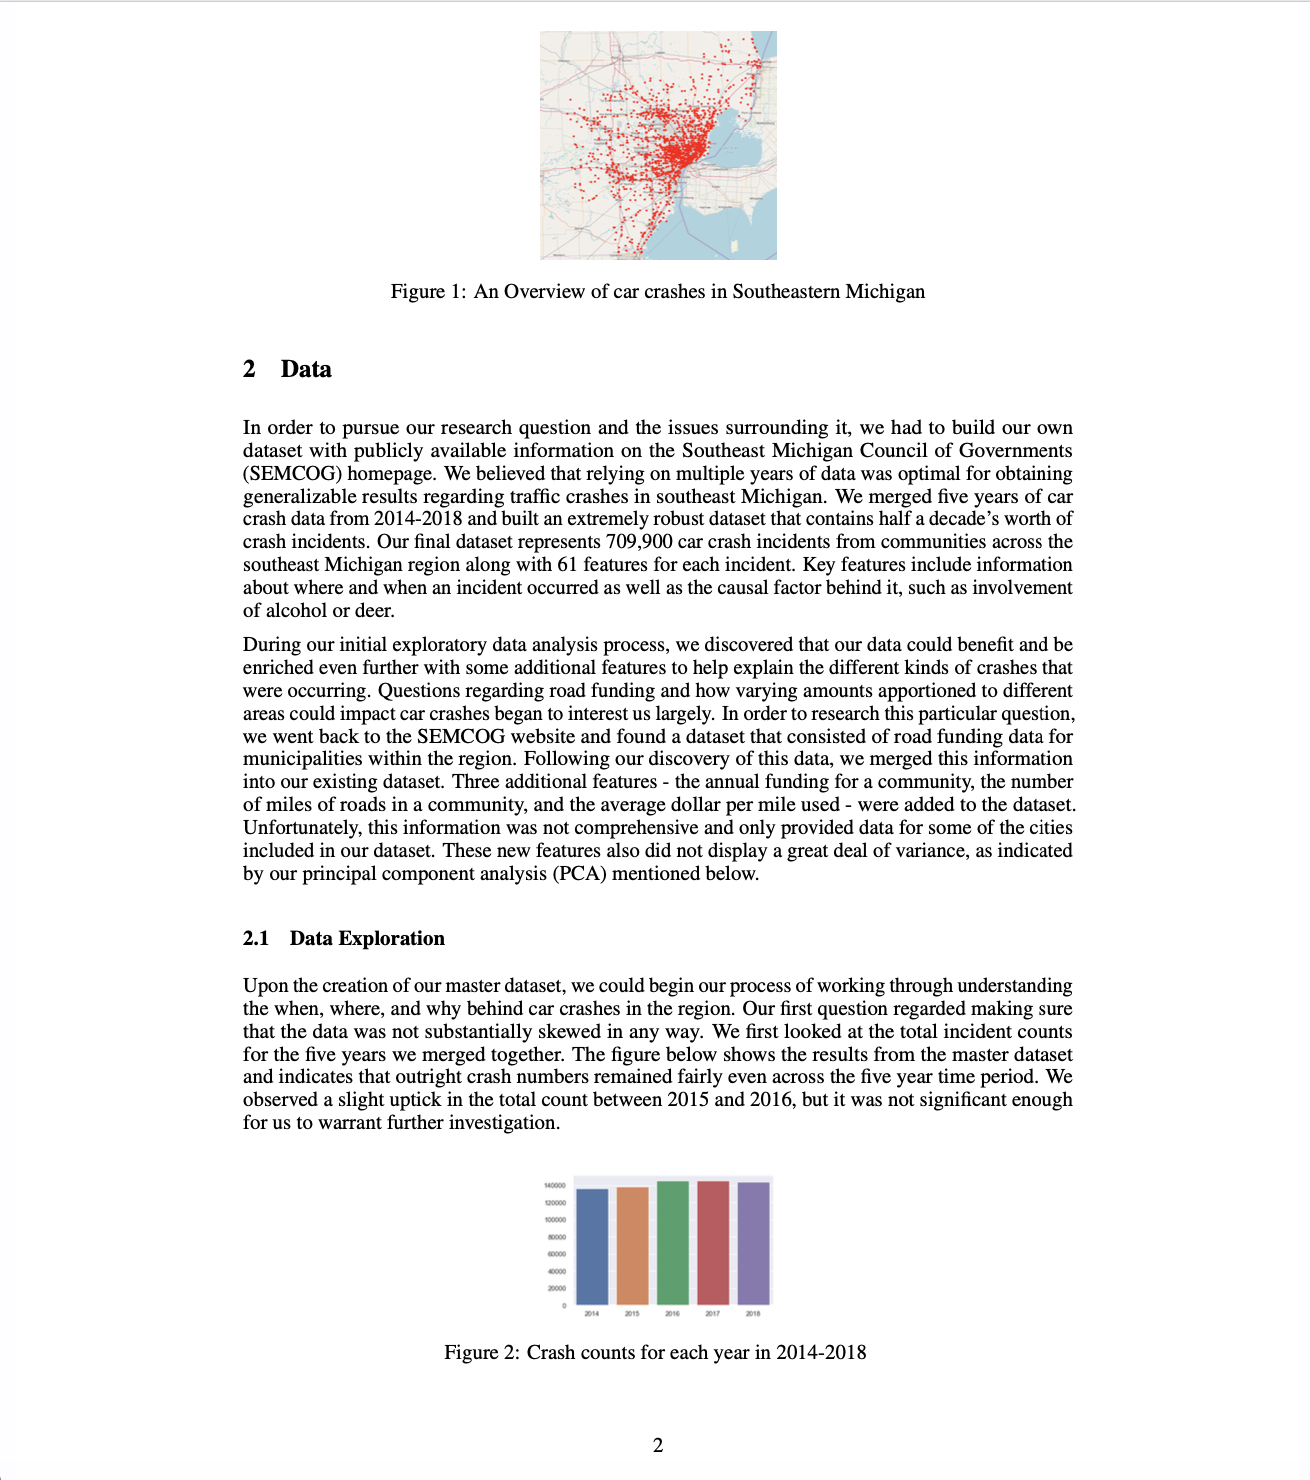 Figure 1: An Overview of car crashes in Southeastern Michigan
2 Data
In order to pursue our research question and the issues surrounding it, we had to build our own
dataset with publicly available information on the Southeast Michigan Council of Governments
(SEMCOG) homepage. We believed that relying on multiple years of data was optimal for obtaining
generalizable results regarding traffic crashes in southeast Michigan. We merged five years of car
crash data from 2014-2018 and built an extremely robust dataset that contains half a decade's worth of
crash incidents. Our final dataset represents 709,900 car crash incidents from communities across the
southeast Michigan region along with 61 features for each incident. Key features include information
about where and when an incident occurred as well as the causal factor behind it, such as involvement
of alcohol or deer.
During our initial exploratory data analysis process, we discovered that our data could benefit and be
enriched even further with some additional features to help explain the different kinds of crashes that
were occurring. Questions regarding road funding and how varying amounts apportioned to different
areas could impact car crashes began to interest us largely. In order to research this particular question,
we went back to the SEMCOG website and found a dataset that consisted of road funding data for
municipalities within the region. Following our discovery of this data, we merged this information
into our existing dataset. Three additional features - the annual funding for a community, the number
of miles of roads in a community, and the average dollar per mile used - were added to the dataset.
Unfortunately, this information was not comprehensive and only provided data for some of the cities
included in our dataset. These new features also did not display a great deal of variance, as indicated
by our principal component analysis (PCA) mentioned below.
2.1 Data Exploration
Upon the creation of our master dataset, we could begin our process of working through understanding
the when, where, and why behind car crashes in the region. Our first question regarded making sure
that the data was not substantially skewed in any way. We first looked at the total incident counts
for the five years we merged together. The figure below shows the results from the master dataset
and indicates that outright crash numbers remained fairly even across the five year time period. We
observed a slight uptick in the total count between 2015 and 2016, but it was not significant enough
for us to warrant further investigation.
140000
120000
100000
80000
60000
40000
20000
0
2014 2015 2016 2017 2018
Figure 2: Crash counts for each year in 2014-2018
2